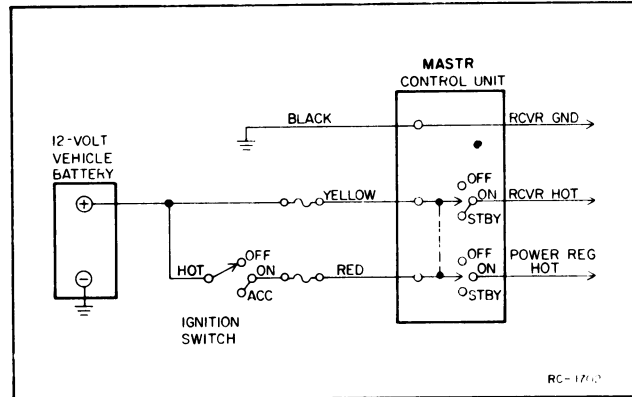 MASTR
CONTROL UNIT
BLACK
RCVR GND
12-VOLT
VEHICLE
BATTERY
+
OFF
YELLOW
ON
RCVR HOT
STBY
OFF
OFF
POWER REG
HOT
HOT
ON
RED
ON
−
ACC
STBY
IGNITION
SWITCH